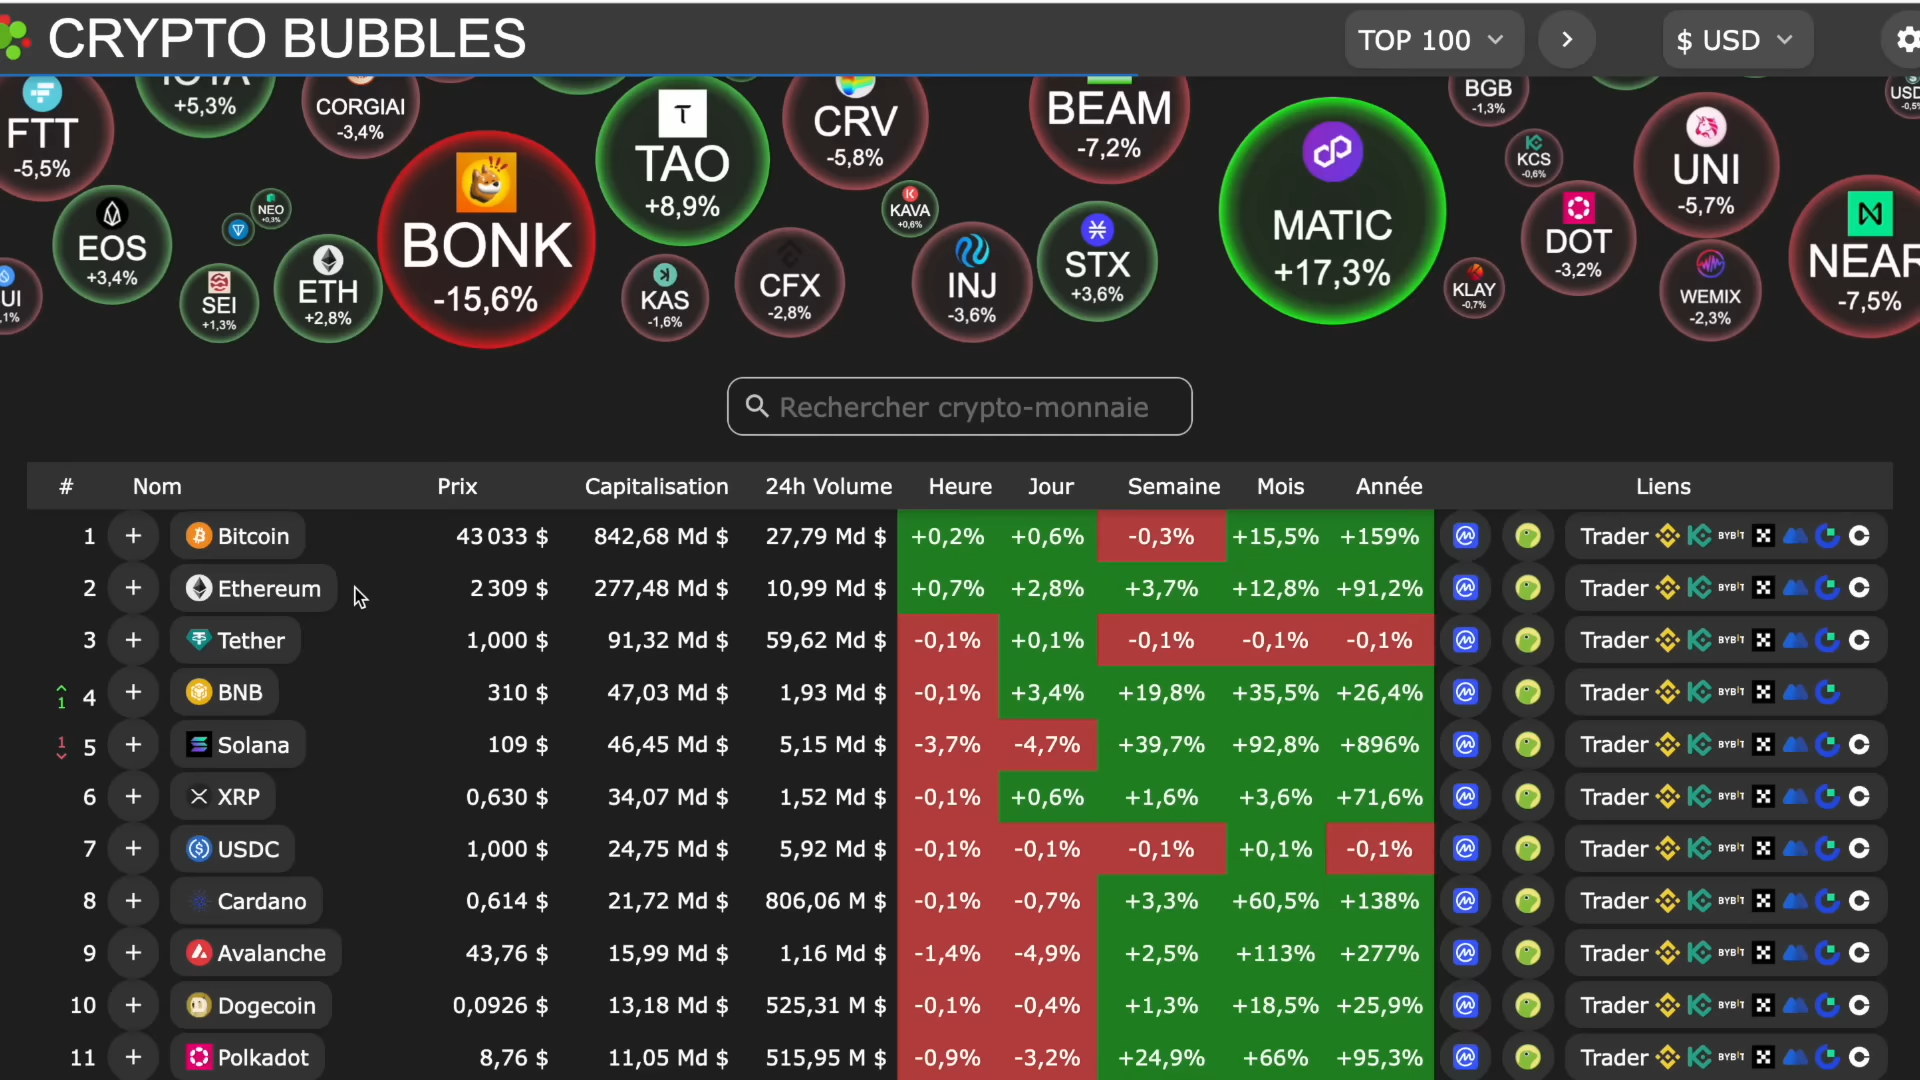 CRYPTO BUBBLES
TOP 100
$ USD
FTT
-5,5%
+5,3%
CORGIAI
-3,4%
BONK
-15,6%
TAO
+8,9%
CRV
-5,8%
BEAM
-7,2%
MATIC
+17,3%
BGB
-1,3%
KCS
-0,6%
UNI
-5,7%
EOS
+3,4%
NEO
+0,3%
SEI
+1,3%
ETH
+2,8%
KAS
-1,6%
CFX
-2,8%
KAVA
+0,6%
INJ
-3,6%
STX
+3,6%
KLAY
-0,7%
DOT
-3,2%
WEMIX
-2,3%
NEAR
-7,5%
Rechercher crypto-monnaie
# Nom Prix Capitalisation 24h Volume Heure Jour Semaine Mois Année Liens
1 + Bitcoin 43 033 $ 842,68 Md $ 27,79 Md $ +0,2% +0,6% -0,3% +15,5% +159% Trader BYBIT
2 + Ethereum 2 309 $ 277,48 Md $ 10,99 Md $ +0,7% +2,8% +3,7% +12,8% +91,2% Trader BYBIT
3 + Tether 1,000 $ 91,32 Md $ 59,62 Md $ -0,1% +0,1% -0,1% -0,1% -0,1% Trader BYBIT
1 4 + BNB 310 $ 47,03 Md $ 1,93 Md $ -0,1% +3,4% +19,8% +35,5% +26,4% Trader BYBIT
1 5 + Solana 109 $ 46,45 Md $ 5,15 Md $ -3,7% -4,7% +39,7% +92,8% +896% Trader BYBIT
6 + XRP 0,630 $ 34,07 Md $ 1,52 Md $ -0,1% +0,6% +1,6% +3,6% +71,6% Trader BYBIT
7 + USDC 1,000 $ 24,75 Md $ 5,92 Md $ -0,1% -0,1% -0,1% +0,1% -0,1% Trader BYBIT
8 + Cardano 0,614 $ 21,72 Md $ 806,06 M $ -0,1% -0,7% +3,3% +60,5% +138% Trader BYBIT
9 + Avalanche 43,76 $ 15,99 Md $ 1,16 Md $ -1,4% -4,9% +2,5% +113% +277% Trader BYBIT
10 + Dogecoin 0,0926 $ 13,18 Md $ 525,31 M $ -0,1% -0,4% +1,3% +18,5% +25,9% Trader BYBIT
11 + Polkadot 8,76 $ 11,05 Md $ 515,95 M $ -0,9% -3,2% +24,9% +66% +95,3% Trader BYBIT